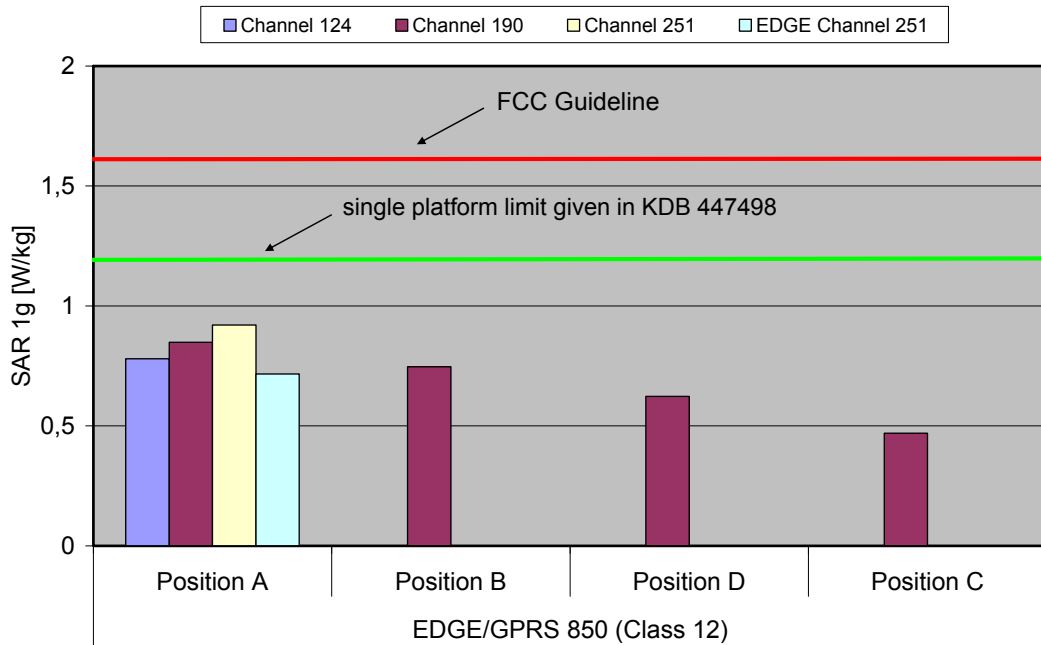 Channel 124 Channel 190 Channel 251 EDGE Channel 251
2
FCC Guideline
1,5
single platform limit given in KDB 447498
1
SAR 1g [W/kg]
0,5
0
Position A Position B Position D Position C
EDGE/GPRS 850 (Class 12)